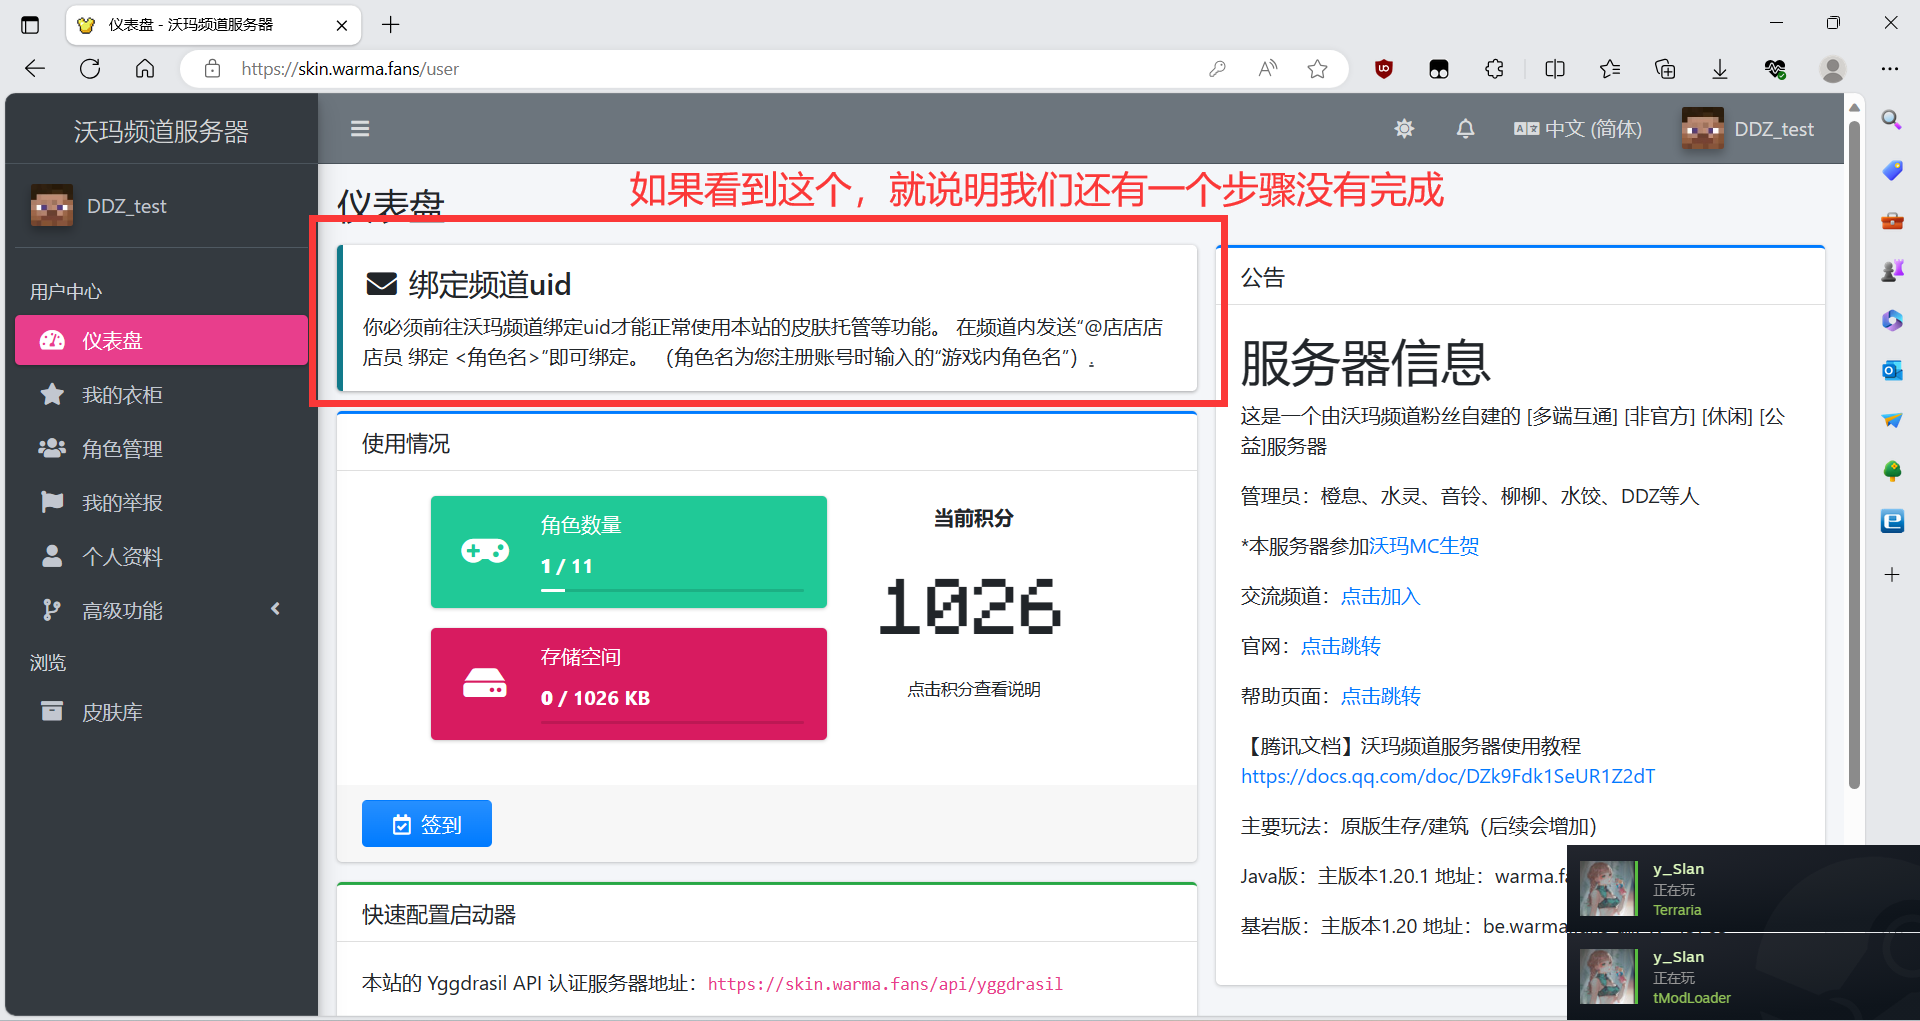 仪表盘 - 沃玛频道服务器
https://skin.warma.fans/user
沃玛频道服务器
中文 (简体)
DDZ_test
DDZ_test
用户中心
仪表盘
我的衣柜
角色管理
我的举报
个人资料
高级功能
浏览
皮肤库
仪表盘
如果看到这个，就说明我们还有一个步骤没有完成
绑定频道uid
你必须前往沃玛频道绑定uid才能正常使用本站的皮肤托管等功能。 在频道内发送“@店店店
店员 绑定 <角色名>”即可绑定。 （角色名为您注册账号时输入的“游戏内角色名”）.
使用情况
角色数量
1 / 11
存储空间
0 / 1026 KB
当前积分
1026
点击积分查看说明
签到
快速配置启动器
本站的 Yggdrasil API 认证服务器地址：https://skin.warma.fans/api/yggdrasil
公告
服务器信息
这是一个由沃玛频道粉丝自建的 [多端互通] [非官方] [休闲] [公
益]服务器
管理员：橙息、水灵、音铃、柳柳、水饺、DDZ等人
*本服务器参加沃玛MC生贺
交流频道：点击加入
官网：点击跳转
帮助页面：点击跳转
【腾讯文档】沃玛频道服务器使用教程
https://docs.qq.com/doc/DZk9Fdk1SeUR1Z2dT
主要玩法：原版生存/建筑（后续会增加）
Java版：主版本1.20.1 地址：warma.fa
基岩版：主版本1.20 地址：be.warma
y_Slan
正在玩
Terraria
y_Slan
正在玩
tModLoader